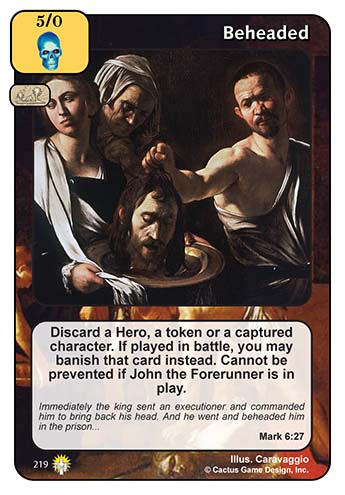 5/0
Beheaded
Discard a Hero, a token or a captured
character. If played in battle, you may
banish that card instead. Cannot be
prevented if John the Forerunner is in
play.
Immediately the king sent an executioner and commanded
him to bring back his head. And he went and beheaded him
in the prison...
Mark 6:27
219
Illus. Caravaggio
© Cactus Game Design, Inc.